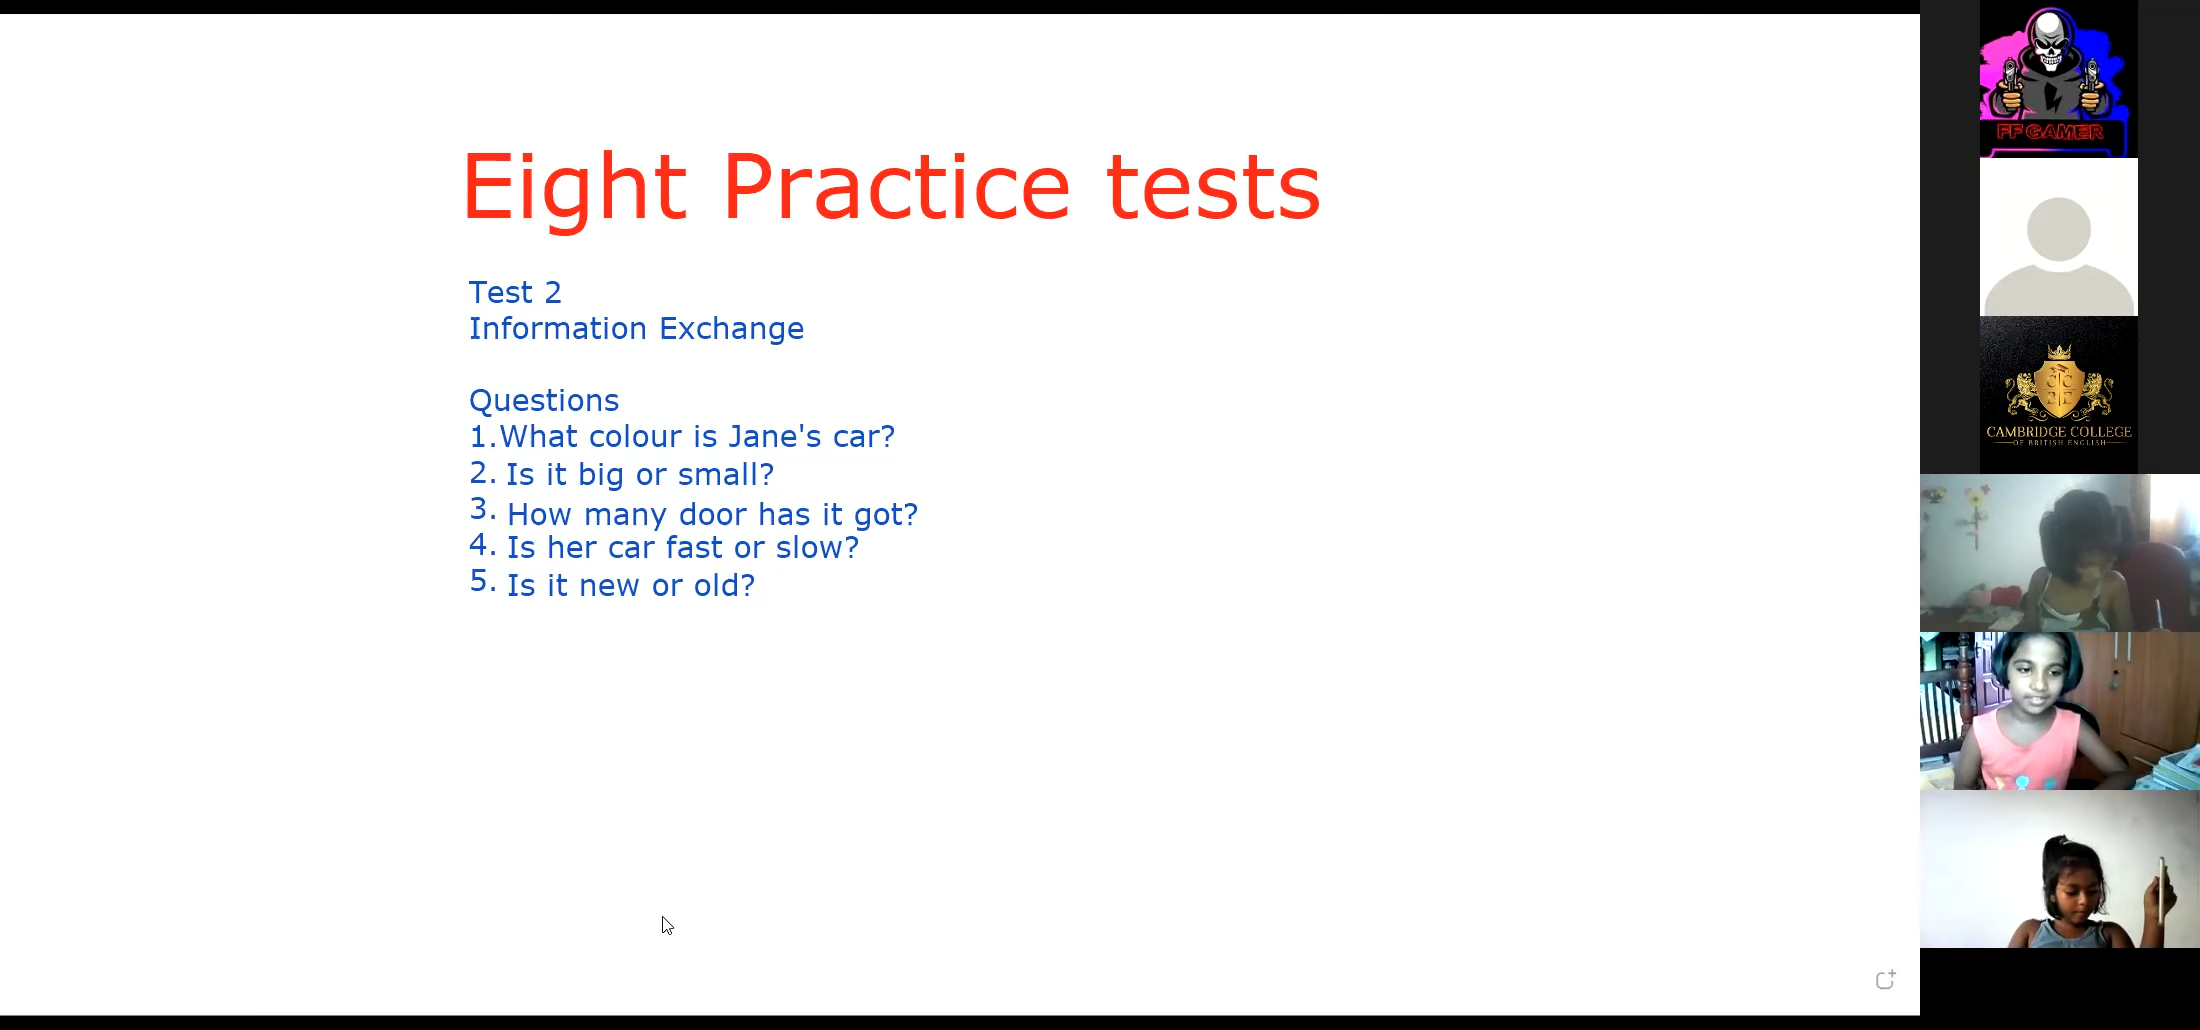 Eight Practice tests
Test 2
Information Exchange
Questions
1.What colour is Jane's car?
2. Is it big or small?
3. How many door has it got?
4. Is her car fast or slow?
5. Is it new or old?
FF GAMER
CAMBRIDGE COLLEGE
OF BRITISH ENGLISH